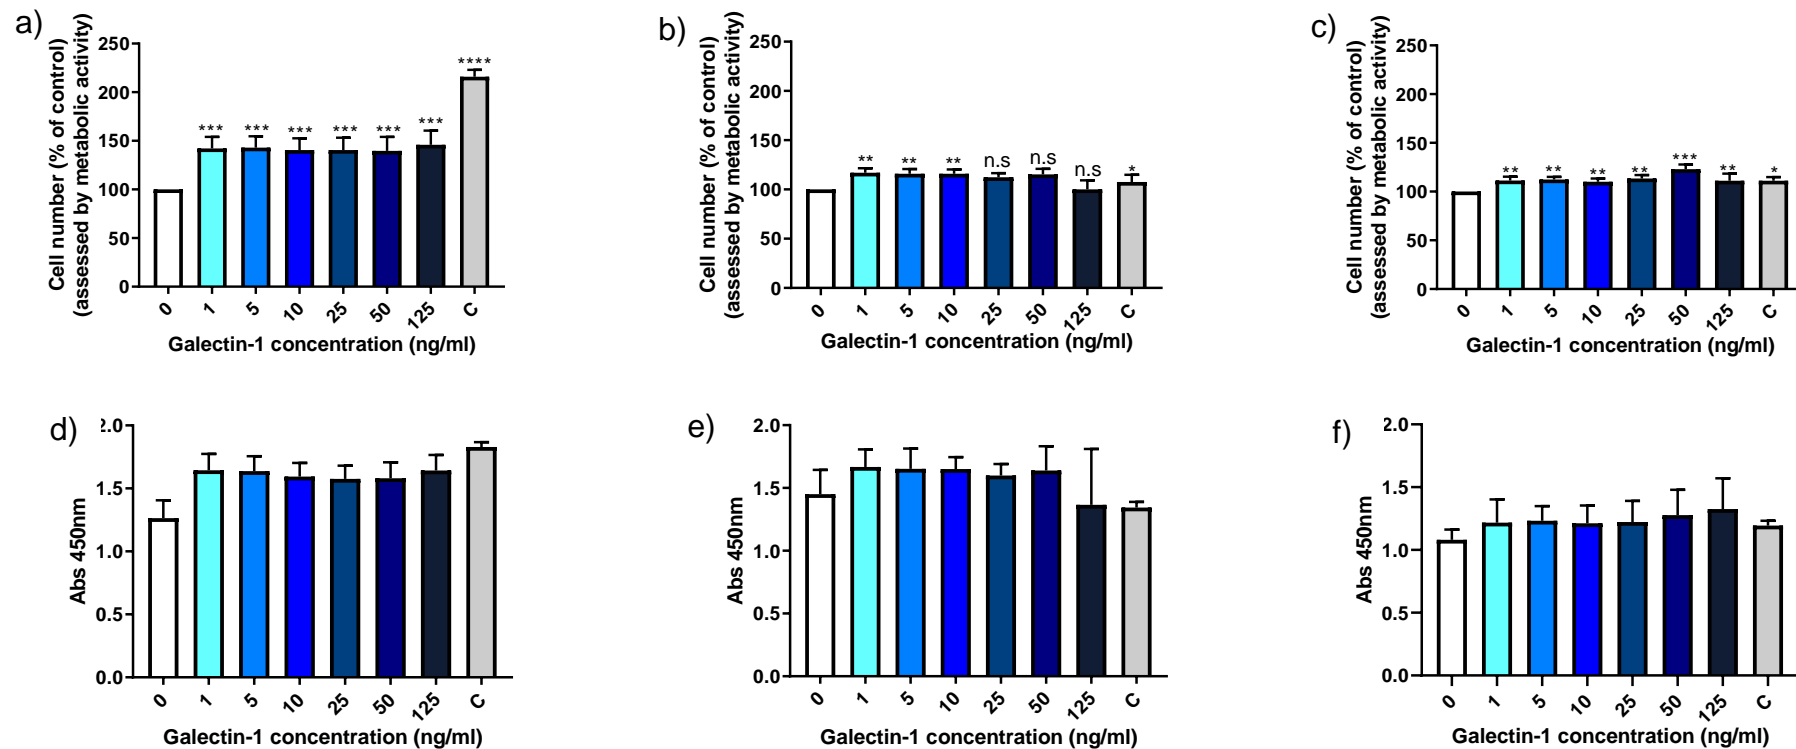 a)
Cell number (% of control)
(assessed by metabolic activity)
250
200
150
100
50
0
*** *** *** *** *** *** ****
0 1 5 10 25 50 125 C
Galectin-1 concentration (ng/ml)
b)
Cell number (% of control)
(assessed by metabolic activity)
250
200
150
100
50
0
** ** ** n.s n.s n.s *
0 1 5 10 25 50 125 C
Galectin-1 concentration (ng/ml)
c)
Cell number (% of control)
(assessed by metabolic activity)
250
200
150
100
50
0
** ** ** ** *** ** *
0 1 5 10 25 50 125 C
Galectin-1 concentration (ng/ml)
d)
Abs 450nm
2.0
1.5
1.0
0.5
0.0
0 1 5 10 25 50 125 C
Galectin-1 concentration (ng/ml)
e)
Abs 450nm
2.0
1.5
1.0
0.5
0.0
0 1 5 10 25 50 125 C
Galectin-1 concentration (ng/ml)
f)
Abs 450nm
2.0
1.5
1.0
0.5
0.0
0 1 5 10 25 50 125 C
Galectin-1 concentration (ng/ml)